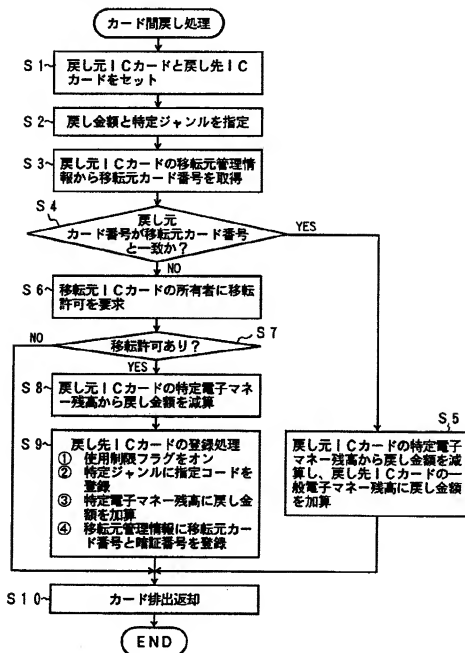 カード間戻し処理
S1
戻し元ICカードと戻し先IC
カードをセット
S2
戻し金額と特定ジャンルを指定
S3
戻し元ICカードの移転元管理情
報から移転元カード番号を取得
S4
戻し元
カード番号が移転元カード番号
と一致か？
YES
NO
S6
移転元ICカードの所有者に移転
許可を要求
S7
NO
移転許可あり？
YES
S8
戻し元ICカードの特定電子マネ
ー残高から戻し金額を減算
S9
戻し先ICカードの登録処理
① 使用制限フラグをオン
② 特定ジャンルに指定コードを
登録
③ 特定電子マネー残高に戻し金
額を加算
④ 移転元管理情報に移転元カー
ド番号と暗証番号を登録
S5
戻し元ICカードの特定電子
マネー残高から戻し金額を減
算し、戻し先ICカードの一
般電子マネー残高に戻し金額
を加算
S10
カード排出返却
END